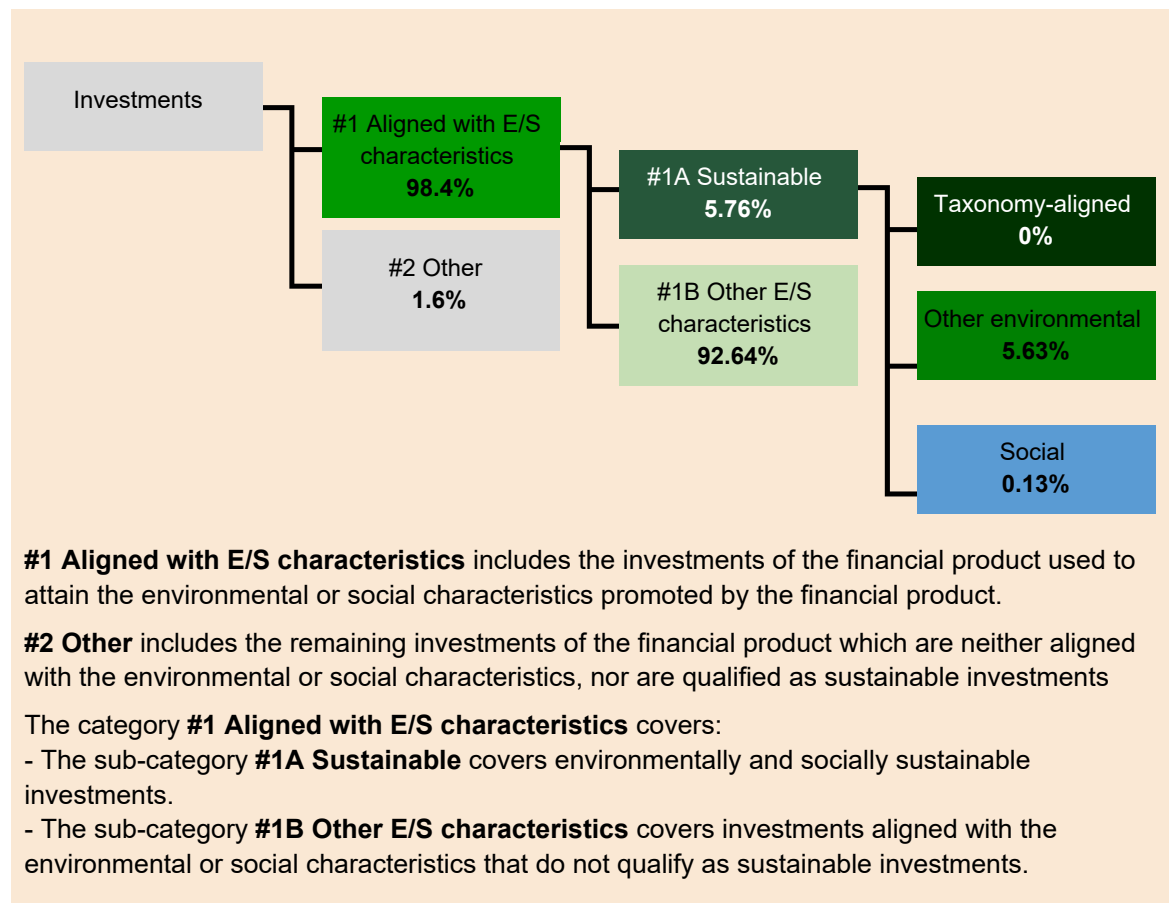 Investments
#1 Aligned with E/S
characteristics
98.4%
#2 Other
1.6%
#1A Sustainable
5.76%
#1B Other E/S
characteristics
92.64%
Taxonomy-aligned
0%
Other environmental
5.63%
Social
0.13%
#1 Aligned with E/S characteristics includes the investments of the financial product used to
attain the environmental or social characteristics promoted by the financial product.
#2 Other includes the remaining investments of the financial product which are neither aligned
with the environmental or social characteristics, nor are qualified as sustainable investments
The category #1 Aligned with E/S characteristics covers:
- The sub-category #1A Sustainable covers environmentally and socially sustainable
investments.
- The sub-category #1B Other E/S characteristics covers investments aligned with the
environmental or social characteristics that do not qualify as sustainable investments.